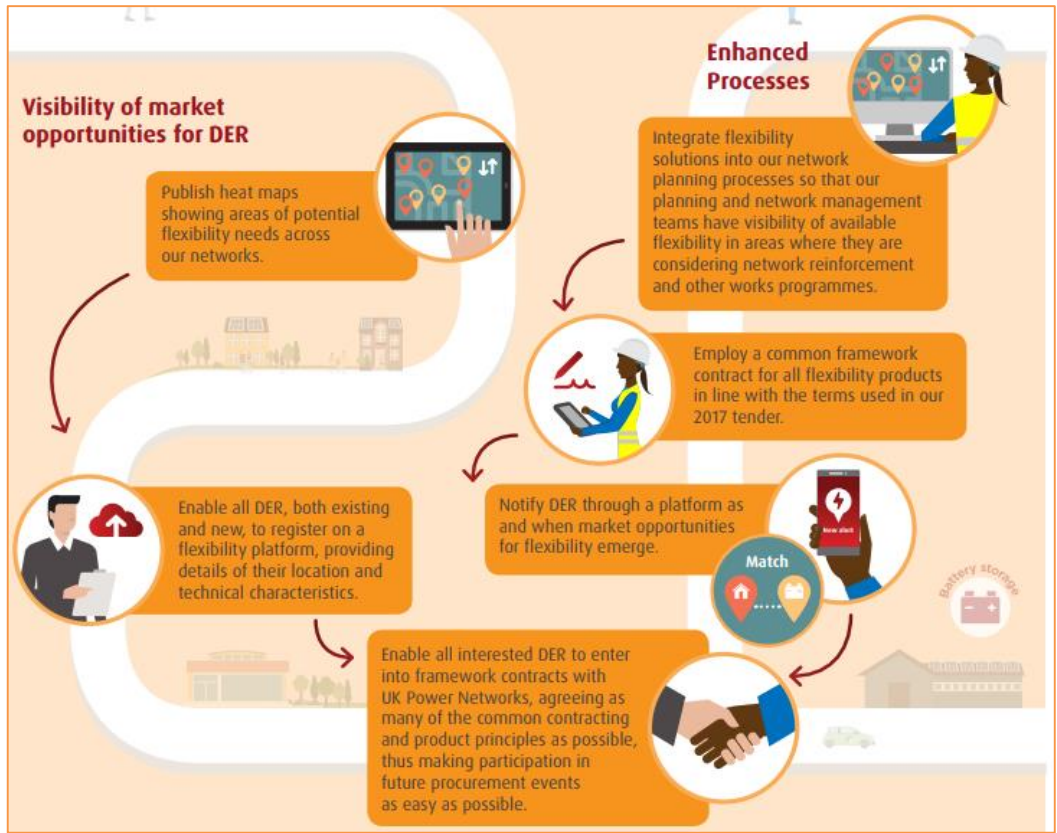 Visibility of market
opportunities for DER
Publish heat maps
showing areas of potential
flexibility needs across
our networks.
Enable all DER, both existing
and new, to register on a
flexibility platform, providing
details of their location and
technical characteristics.
Enhanced
Processes
Integrate flexibility
solutions into our network
planning processes so that our
planning and network management
teams have visibility of available
flexibility in areas where they are
considering network reinforcement
and other works programmes.
Employ a common framework
contract for all flexibility products
in line with the terms used in our
2017 tender.
Notify DER through a platform as
and when market opportunities
for flexibility emerge.
New alert
Match
Battery storage
Enable all interested DER to enter
into framework contracts with
UK Power Networks, agreeing as
many of the common contracting
and product principles as possible,
thus making participation in
future procurement events
as easy as possible.